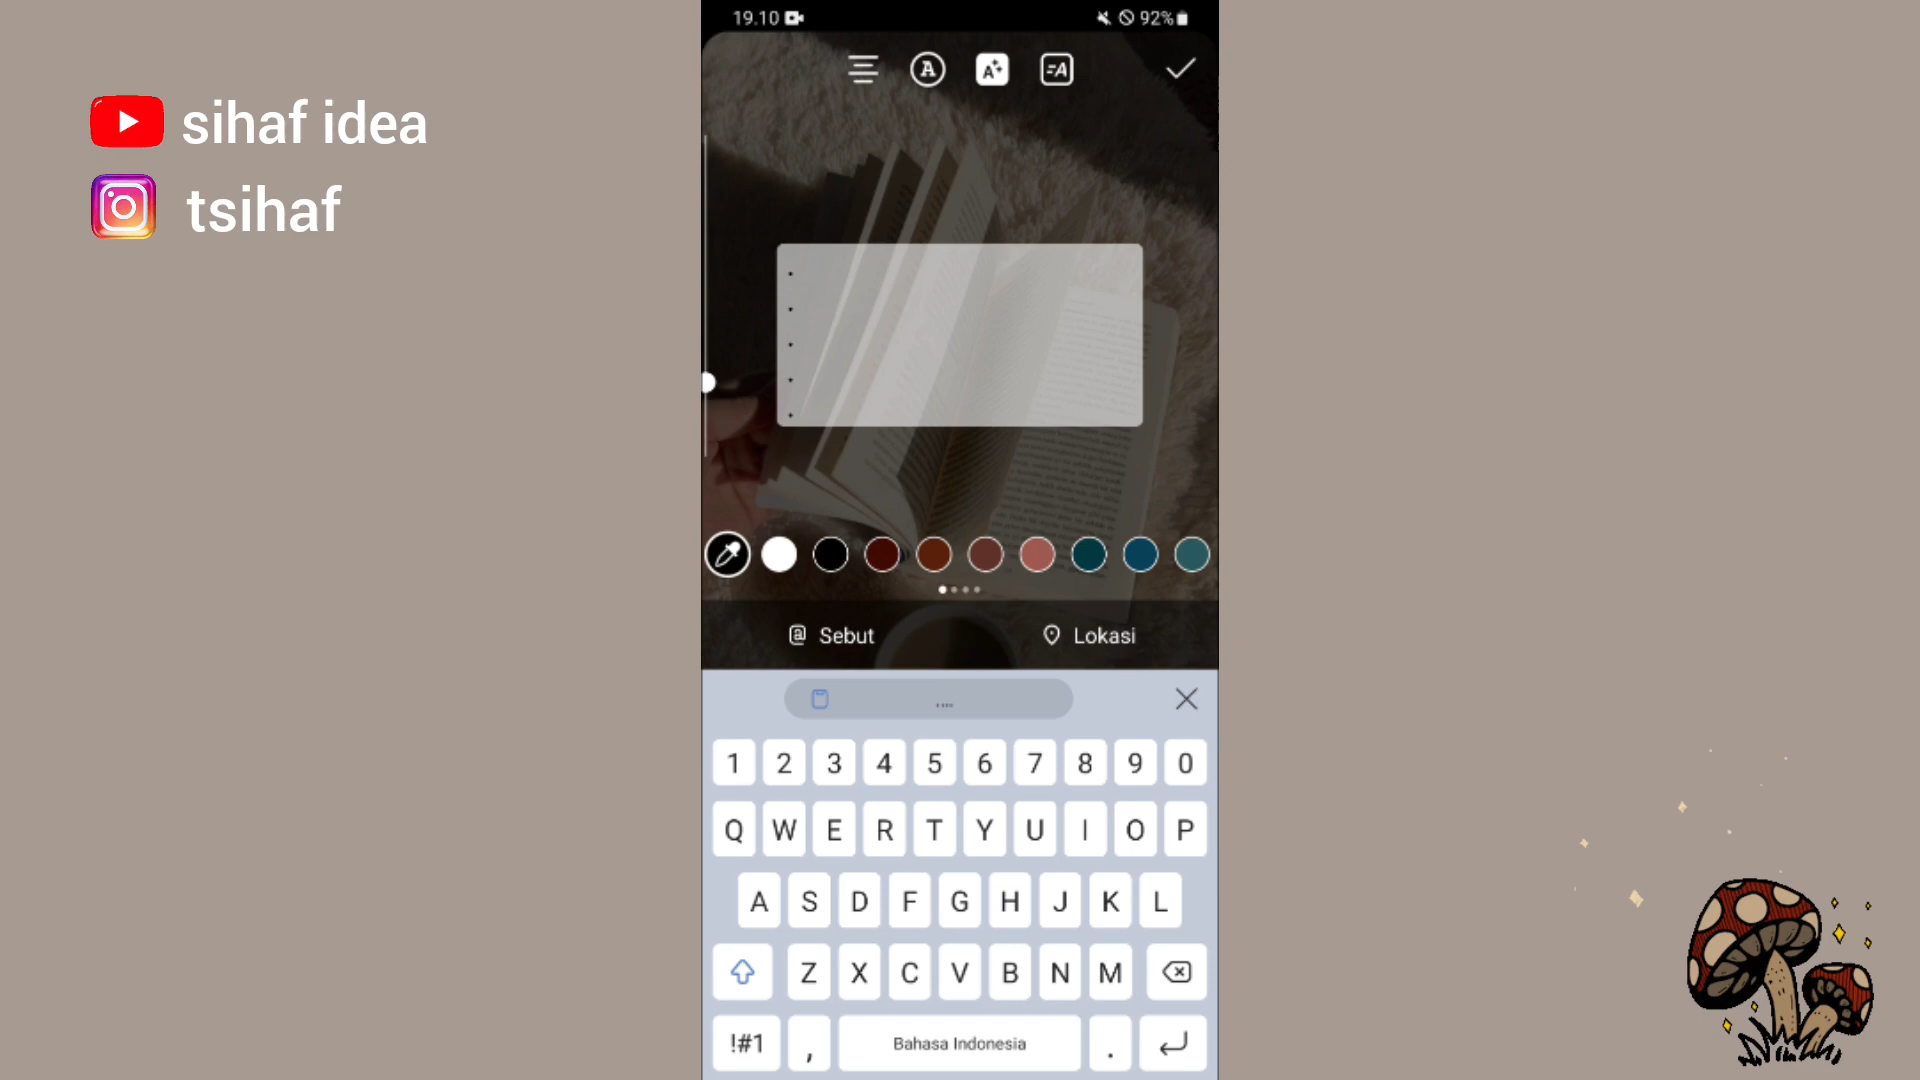 19.10
92%
A
A
=A
sihaf idea
tsihaf
Sebut
Lokasi
....
1 2 3 4 5 6 7 8 9 0
Q W E R T Y U I O P
A S D F G H J K L
Z X C V B N M
!#1 , Bahasa Indonesia .